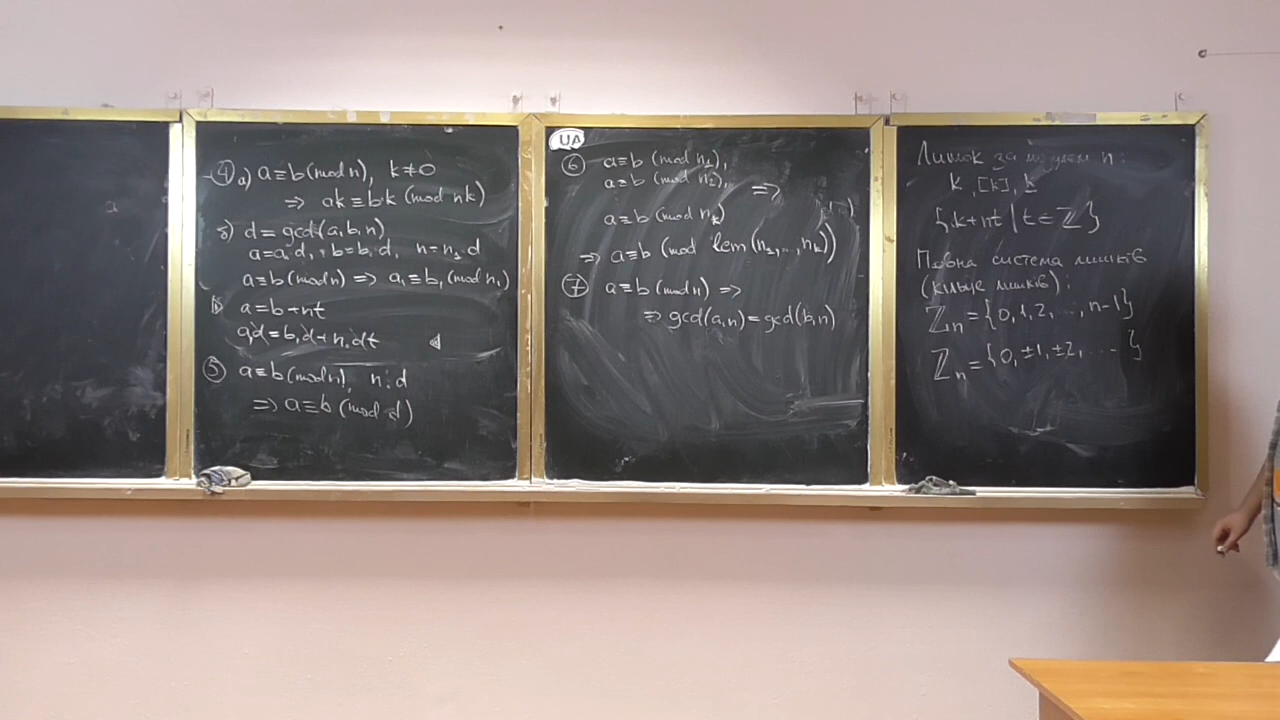 a
④ а) a ≡ b (mod n), k ≠ 0
⇒ ak ≡ bk (mod nk)
б) d = gcd(a, b, n)
a = a₁d, b = b₁d, n = n₁d
a ≡ b (mod n) ⇒ a₁ ≡ b₁ (mod n₁)
▷ a = b + nt
a₁d = b₁d + n₁dt ◁
⑤ a ≡ b (mod n), n ⋮ d
⇒ a ≡ b (mod d)
UA
⑥ a ≡ b (mod n₁),
a ≡ b (mod n₂), ⇒
a ≡ b (mod nₖ)
⇒ a ≡ b (mod lcm(n₁, .., nₖ))
⑦ a ≡ b (mod n) ⇒
⇒ gcd(a, n) = gcd(b, n)
Лишок за модулем n:
k, [k], k̲
{k + nt | t ∈ ℤ}
Повна система лишків
(кільце лишків):
ℤₙ = {0, 1, 2, ..., n-1}
ℤₙ = {0, ±1, ±2, .... }